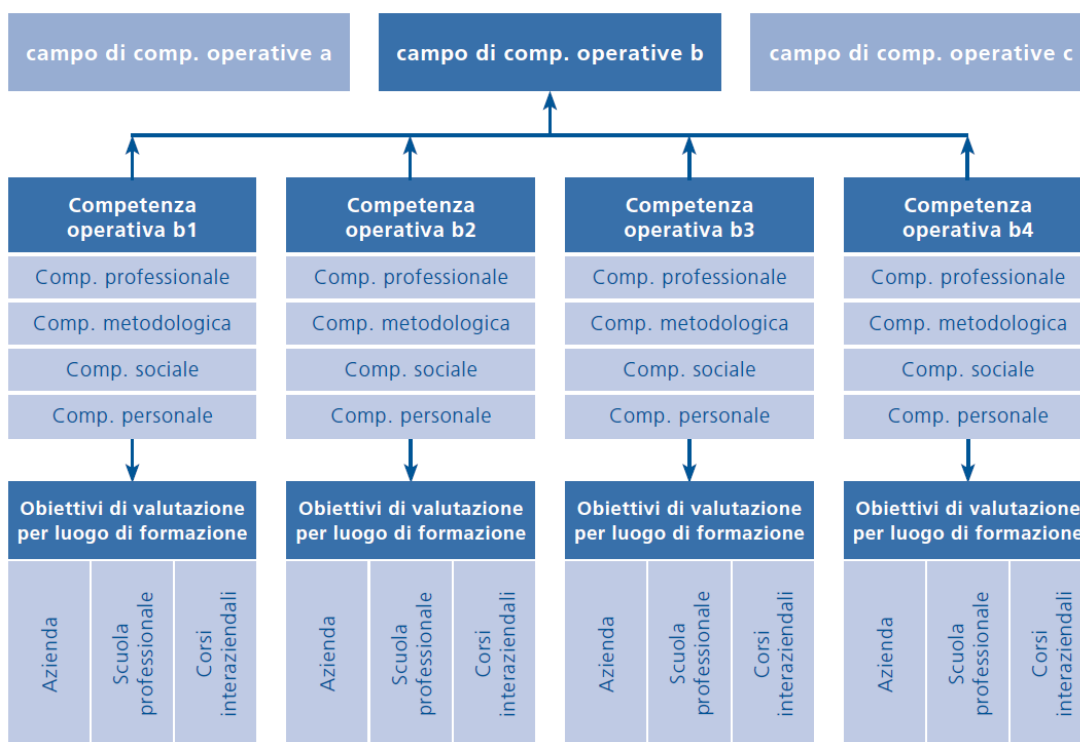 campo di comp. operative a
campo di comp. operative b
campo di comp. operative c
Competenza
operativa b1
Comp. professionale
Comp. metodologica
Comp. sociale
Comp. personale
Obiettivi di valutazione
per luogo di formazione
Azienda
Scuola
professionale
Corsi
interaziendali
Competenza
operativa b2
Comp. professionale
Comp. metodologica
Comp. sociale
Comp. personale
Obiettivi di valutazione
per luogo di formazione
Azienda
Scuola
professionale
Corsi
interaziendali
Competenza
operativa b3
Comp. professionale
Comp. metodologica
Comp. sociale
Comp. personale
Obiettivi di valutazione
per luogo di formazione
Azienda
Scuola
professionale
Corsi
interaziendali
Competenza
operativa b4
Comp. professionale
Comp. metodologica
Comp. sociale
Comp. personale
Obiettivi di valutazione
per luogo di formazione
Azienda
Scuola
professionale
Corsi
interaziendali